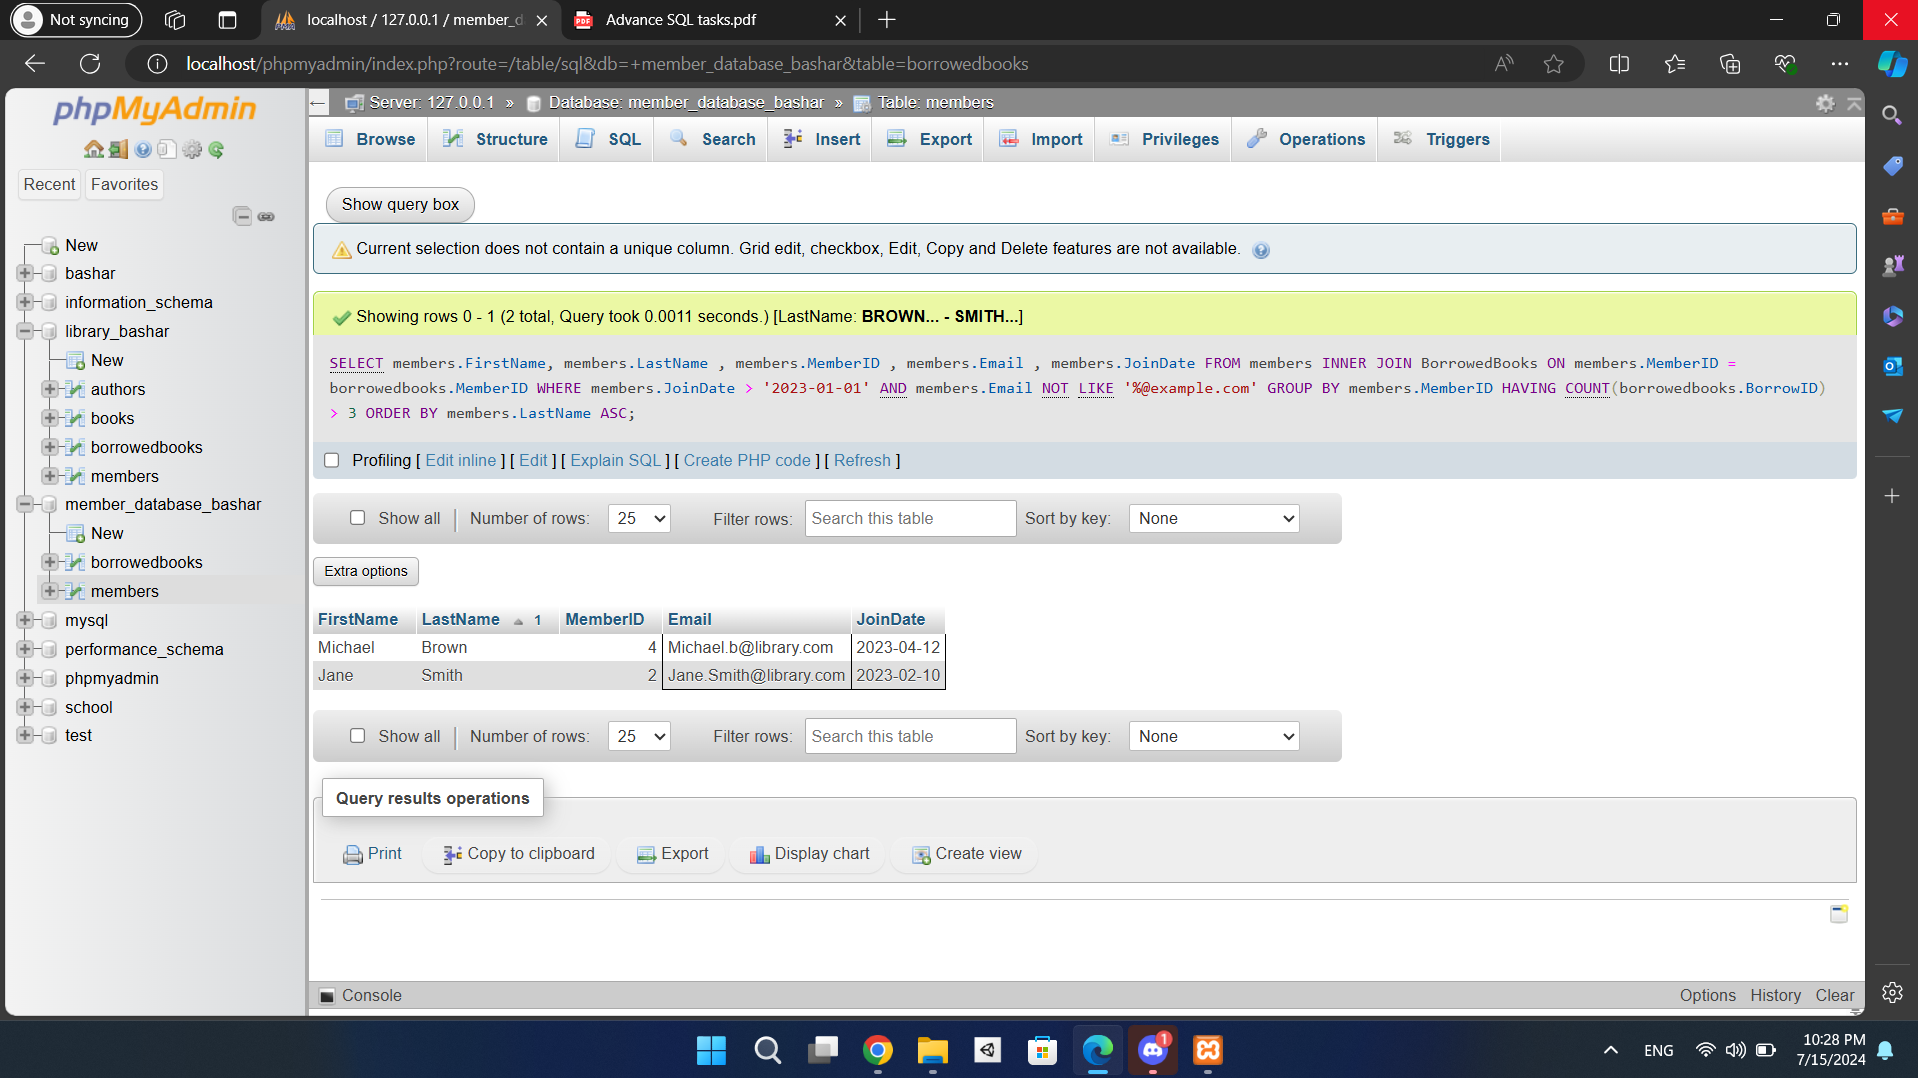 Not syncing
localhost / 127.0.0.1 / member_d
Advance SQL tasks.pdf
localhost/phpmyadmin/index.php?route=/table/sql&db=+member_database_bashar&table=borrowedbooks
phpMyAdmin
Recent Favorites
New
bashar
information_schema
library_bashar
New
authors
books
borrowedbooks
members
member_database_bashar
New
borrowedbooks
members
mysql
performance_schema
phpmyadmin
school
test
Server: 127.0.0.1 » Database: member_database_bashar » Table: members
Browse Structure SQL Search Insert Export Import Privileges Operations Triggers
Show query box
Current selection does not contain a unique column. Grid edit, checkbox, Edit, Copy and Delete features are not available.
Showing rows 0 - 1 (2 total, Query took 0.0011 seconds.) [LastName: BROWN... - SMITH...]
SELECT members.FirstName, members.LastName , members.MemberID , members.Email , members.JoinDate FROM members INNER JOIN BorrowedBooks ON members.MemberID =
borrowedbooks.MemberID WHERE members.JoinDate > '2023-01-01' AND members.Email NOT LIKE '%@example.com' GROUP BY members.MemberID HAVING COUNT(borrowedbooks.BorrowID)
> 3 ORDER BY members.LastName ASC;
Profiling [ Edit inline ] [ Edit ] [ Explain SQL ] [ Create PHP code ] [ Refresh ]
Show all | Number of rows: 25 Filter rows: Search this table Sort by key: None
Extra options
FirstName LastName 1 MemberID Email JoinDate
Michael Brown 4 Michael.b@library.com 2023-04-12
Jane Smith 2 Jane.Smith@library.com 2023-02-10
Show all | Number of rows: 25 Filter rows: Search this table Sort by key: None
Query results operations
Print Copy to clipboard Export Display chart Create view
Console Options History Clear
1
ENG
10:28 PM
7/15/2024